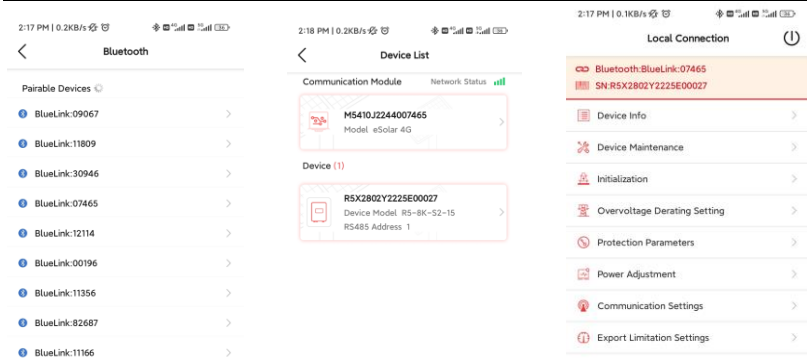 2:17 PM | 0.2KB/s
Bluetooth
Pairable Devices
BlueLink:09067
BlueLink:11809
BlueLink:30946
BlueLink:07465
BlueLink:12114
BlueLink:00196
BlueLink:11356
BlueLink:82687
BlueLink:11166
2:18 PM | 0.2KB/s
Device List
Communication Module Network Status
M5410J2244007465
Model eSolar 4G
Device (1)
R5X2802Y2225E00027
Device Model R5-8K-S2-15
RS485 Address 1
2:17 PM | 0.1KB/s
Local Connection
Bluetooth:BlueLink:07465
SN:R5X2802Y2225E00027
Device Info
Device Maintenance
Initialization
Overvoltage Derating Setting
Protection Parameters
Power Adjustment
Communication Settings
Export Limitation Settings